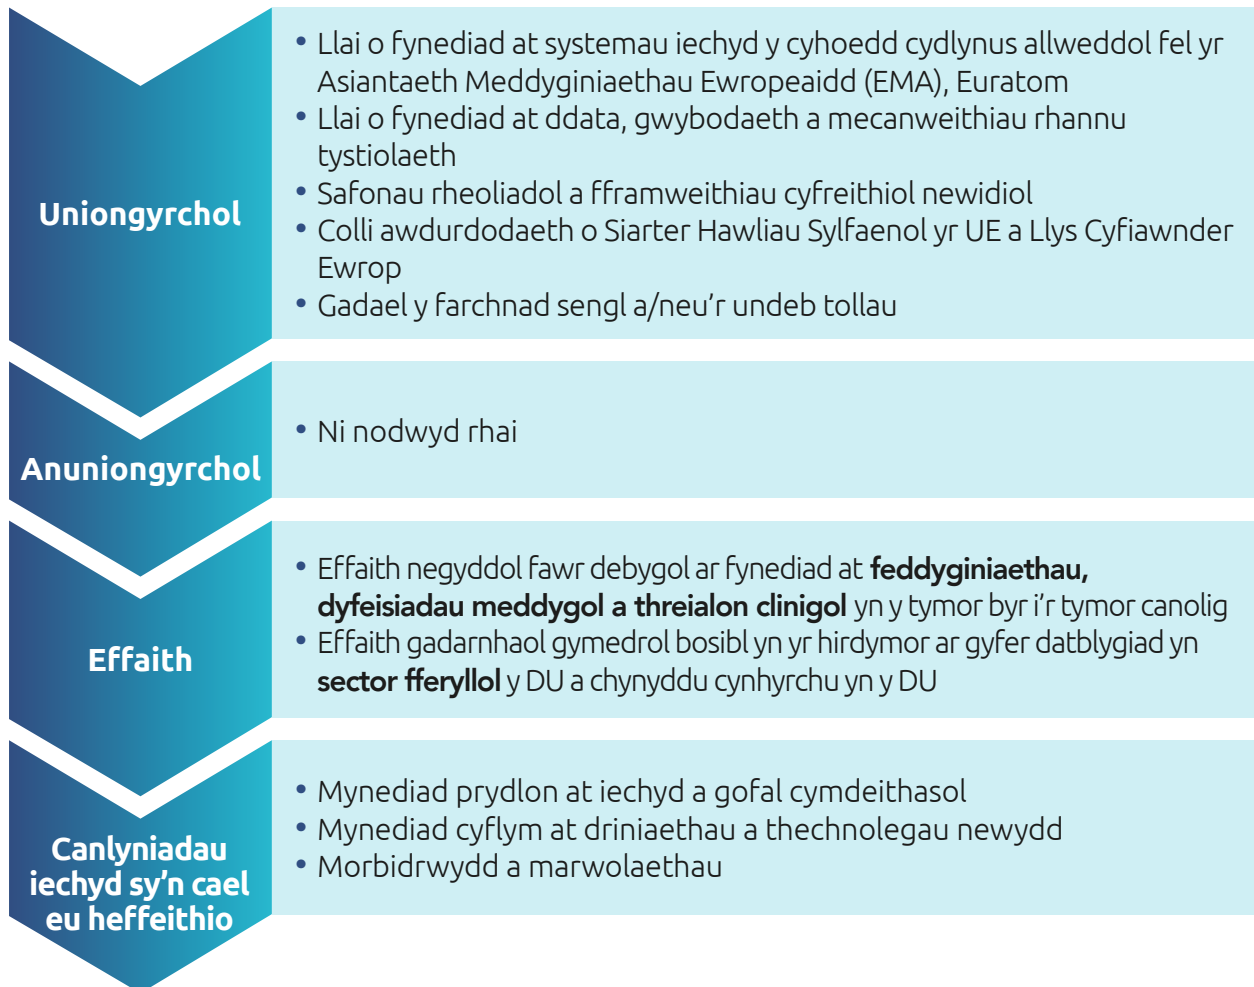 Uniongyrchol
• Llai o fynediad at systemau iechyd y cyhoedd cydlynus allweddol fel yr
Asiantaeth Meddyginiaethau Ewropeaidd (EMA), Euratom
• Llai o fynediad at ddata, gwybodaeth a mecanweithiau rhannu
tystiolaeth
• Safonau rheoliadol a fframweithiau cyfreithiol newidiol
• Colli awdurdodaeth o Siarter Hawliau Sylfaenol yr UE a Llys Cyfiawnder
Ewrop
• Gadael y farchnad sengl a/neu’r undeb tollau
Anuniongyrchol
• Ni nodwyd rhai
Effaith
• Effaith negyddol fawr debygol ar fynediad at feddyginiaethau,
dyfeisiadau meddygol a threialon clinigol yn y tymor byr i’r tymor canolig
• Effaith gadarnhaol gymedrol bosibl yn yr hirdymor ar gyfer datblygiad yn
sector fferyllol y DU a chynyddu cynhyrchu yn y DU
Canlyniadau
iechyd sy’n cael
eu heffeithio
• Mynediad prydlon at iechyd a gofal cymdeithasol
• Mynediad cyflym at driniaethau a thechnolegau newydd
• Morbidrwydd a marwolaethau